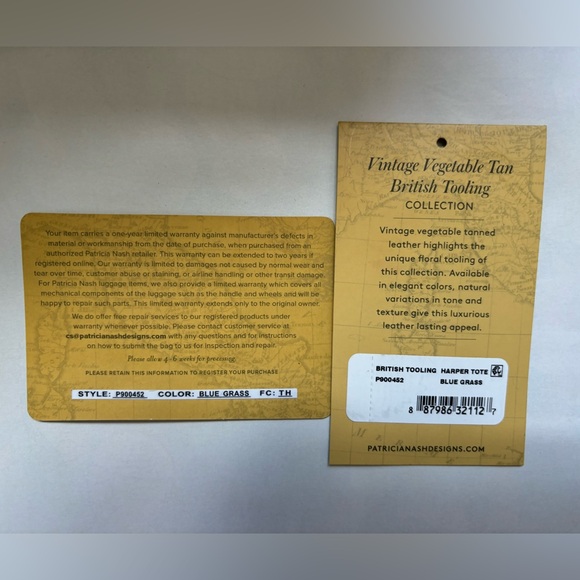 Your item carries a one-year limited warranty against manufacturer's defects in
material or workmanship from the date of purchase, when purchased from an
authorized Patricia Nash retailer. This warranty can be extended to two years if
registered online. Our warranty is limited to damages not caused by normal wear and
tear over time, customer abuse or staining, or airline handling or other transit damage.
For Patricia Nash luggage items, we also provide a limited warranty which covers all
mechanical components of the luggage such as the handle and wheels and will be
happy to repair such parts. This limited warranty extends only to the original owner.
We do offer free repair services to our registered products under
warranty whenever possible. Please contact customer service at
cs@patricianashdesigns.com with any questions and for instructions
on how to submit the bag to us for inspection and repair.
Please allow 4-6 weeks for processing.
PLEASE RETAIN THIS INFORMATION TO REGISTER YOUR PURCHASE
STYLE: P900452 COLOR: BLUE GRASS FC: TH
Vintage Vegetable Tan
British Tooling
COLLECTION
Vintage vegetable tanned
leather highlights the
unique floral tooling of
this collection. Available
in elegant colors, natural
variations in tone and
texture give this luxurious
leather lasting appeal.
BRITISH TOOLING HARPER TOTE
P900452 BLUE GRASS
8 87986 32112 7
PATRICIANASHDESIGNS.COM